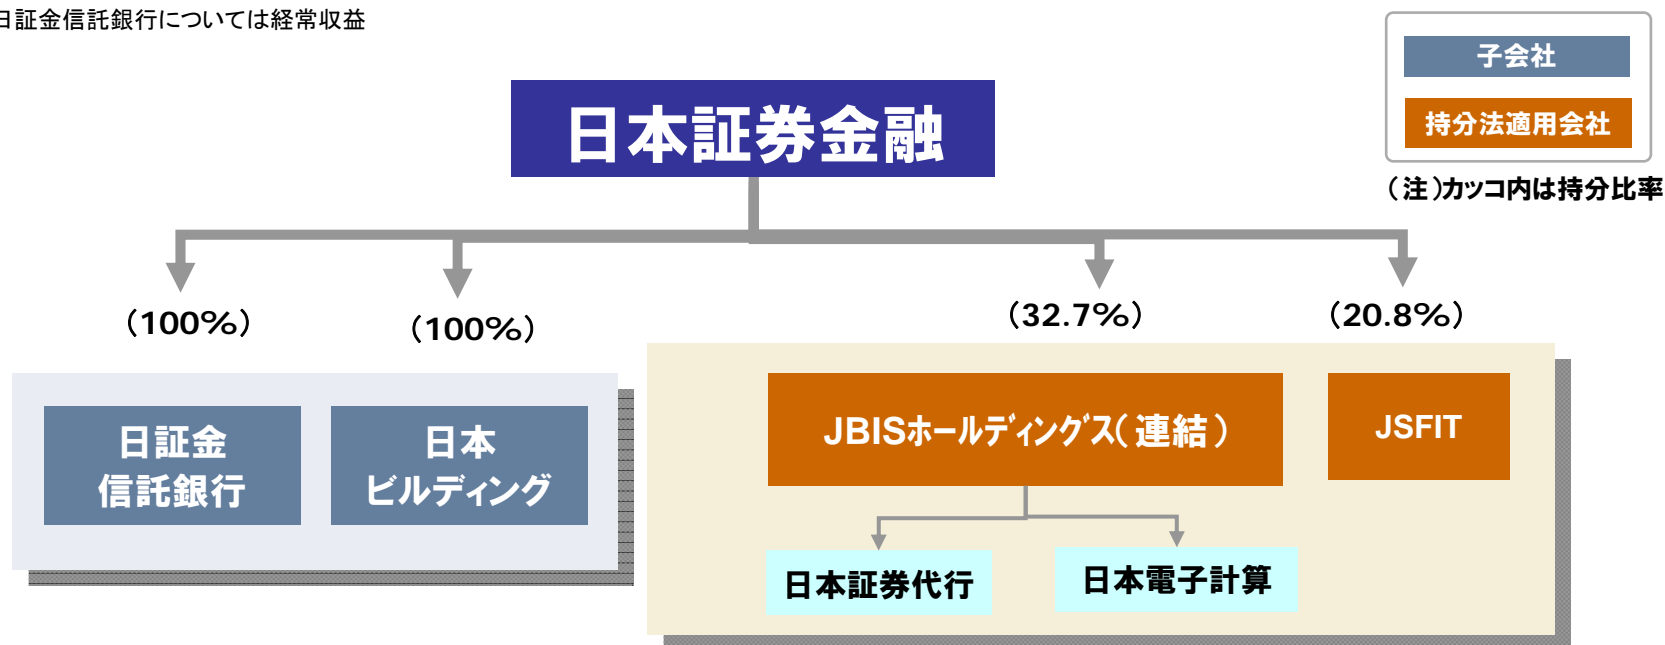 日証金信託銀行については経常収益
子会社
持分法適用会社
（注）カッコ内は持分比率
日本証券金融
（100%）
（100%）
（32.7%）
（20.8%）
日証金
信託銀行
日本
ビルディング
JBISホールディングス（連結）
JSFIT
日本証券代行
日本電子計算